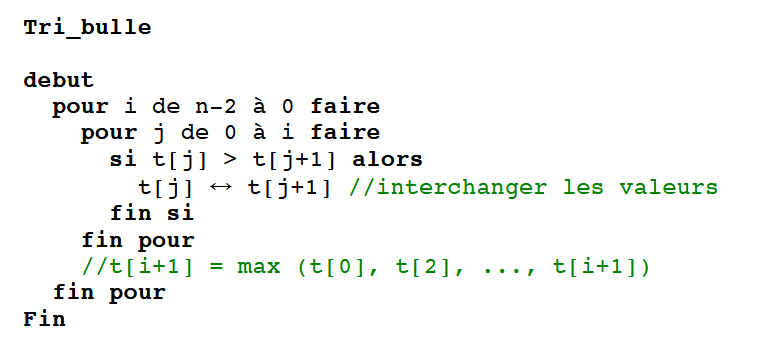 Tri_bulle
debut
pour i de n-2 à 0 faire
pour j de 0 à i faire
si t[j] > t[j+1] alors
t[j] ↔ t[j+1] //interchanger les valeurs
fin si
fin pour
//t[i+1] = max (t[0], t[2], ..., t[i+1])
fin pour
Fin